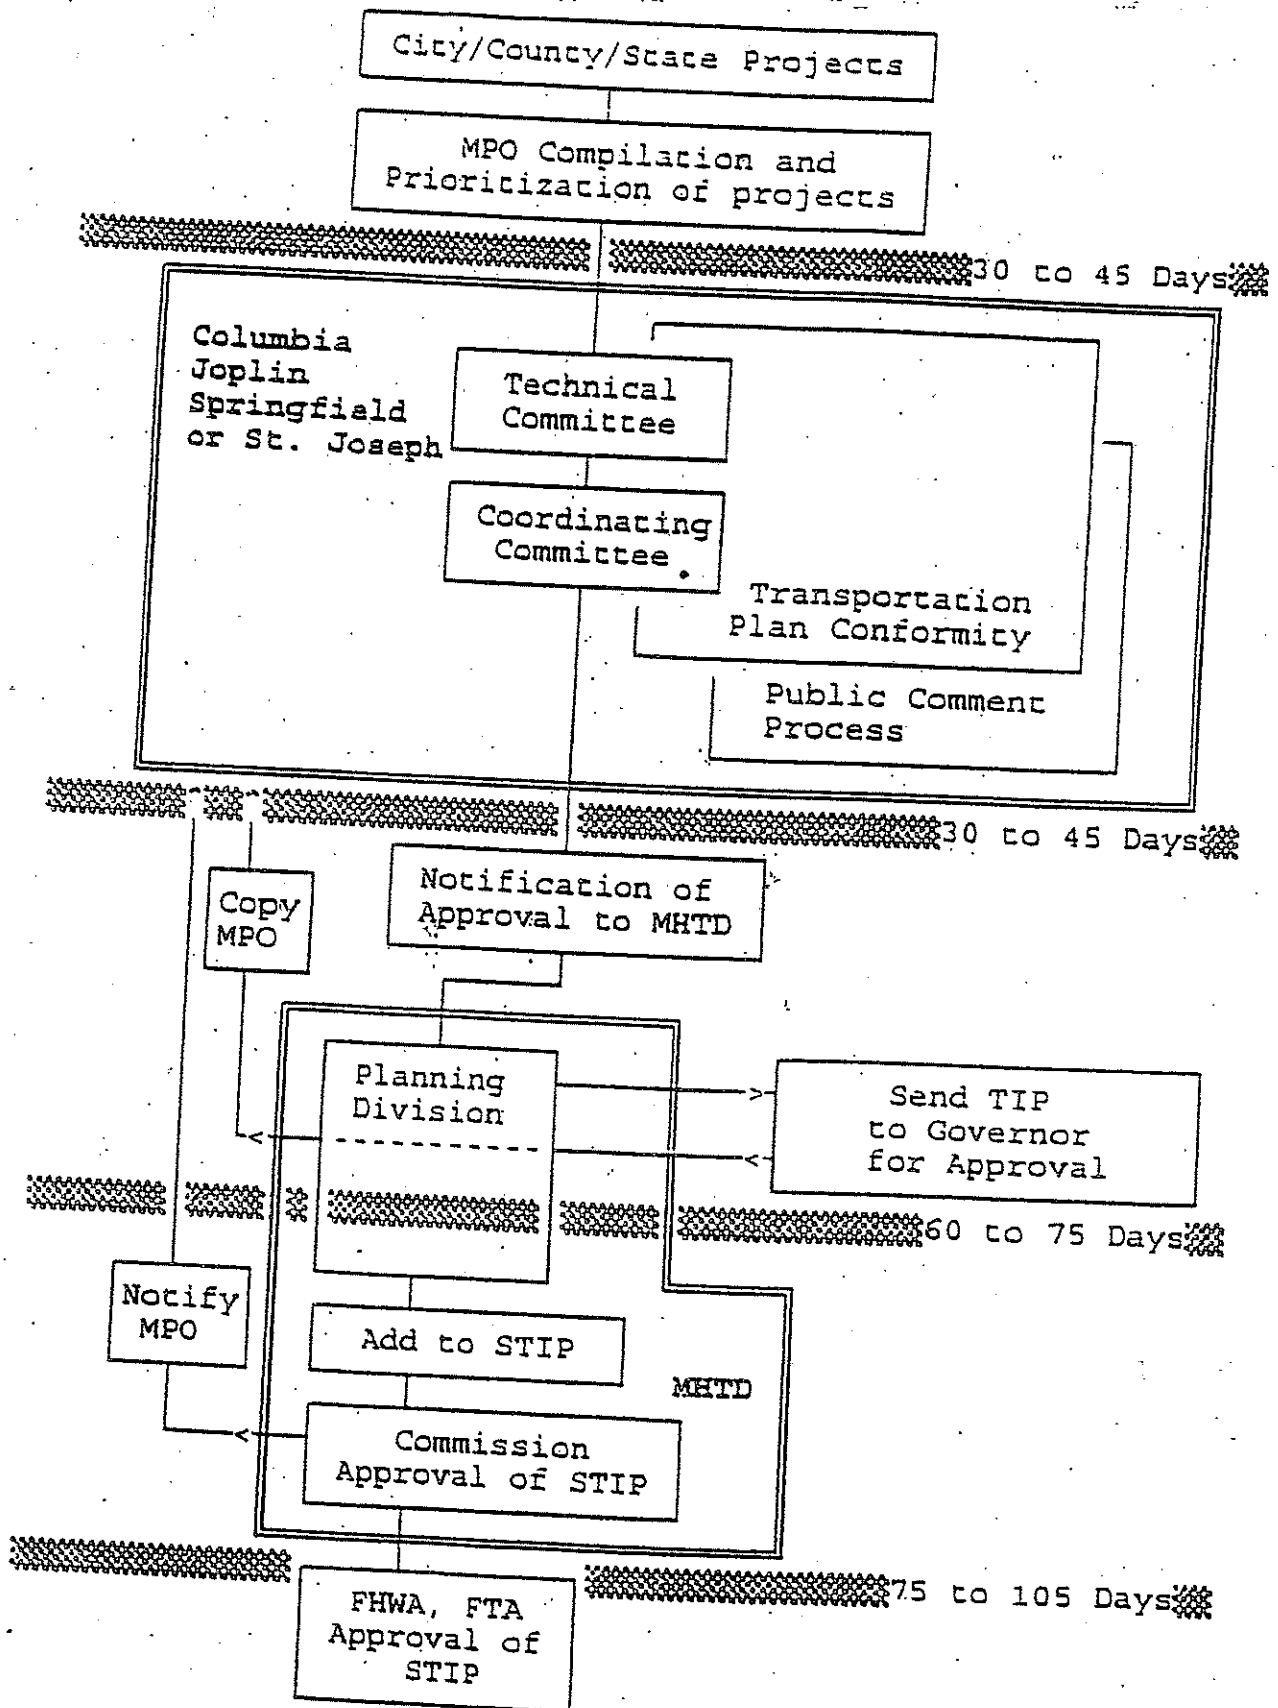 City/County/State Projects
MPO Compilation and
Prioritization of projects
30 to 45 Days
Columbia
Joplin
Springfield
or St. Joseph
Technical
Committee
Coordinating
Committee
Transportation
Plan Conformity
Public Comment
Process
30 to 45 Days
Copy
MPO
Notification of
Approval to MHTD
Planning
Division
Send TIP
to Governor
for Approval
60 to 75 Days
Notify
MPO
Add to STIP
MHTD
Commission
Approval of STIP
75 to 105 Days
FHWA, FTA
Approval of
STIP